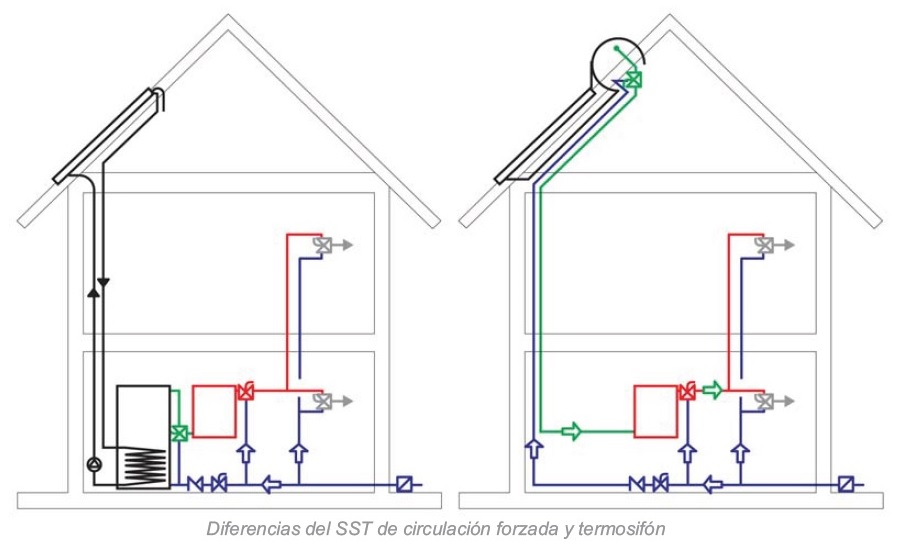 Diferencias del SST de circulación forzada y termosifón